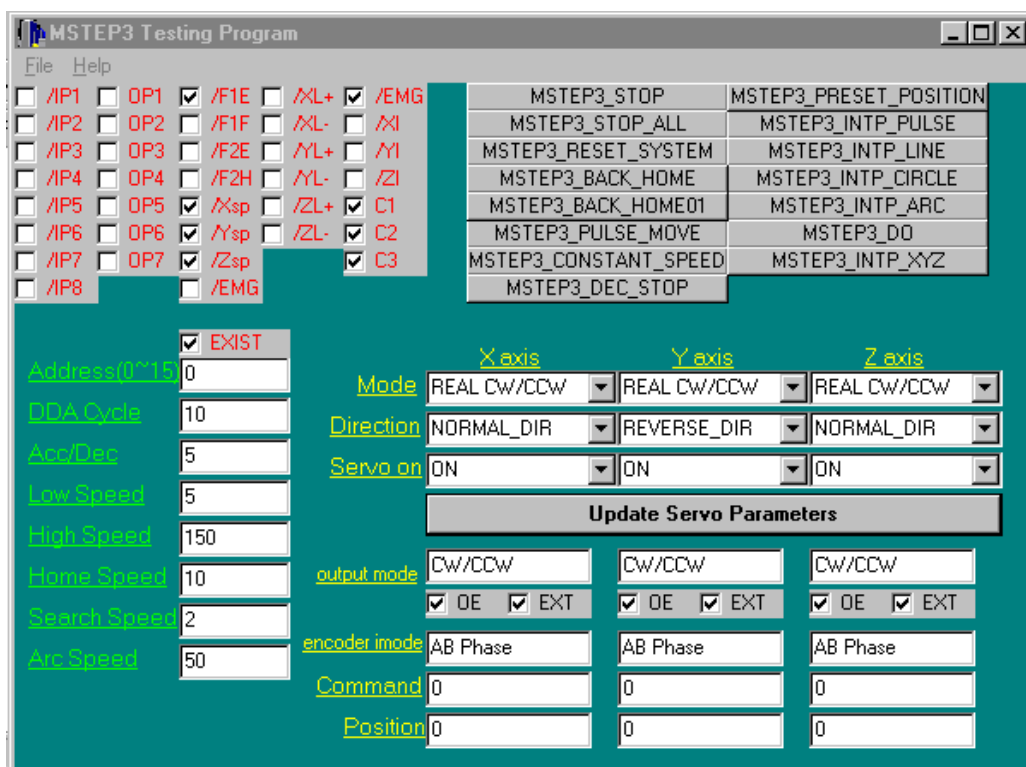 MSTEP3 Testing Program
File Help
/IP1 OP1 /F1E /XL+ /EMG MSTEP3_STOP MSTEP3_PRESET_POSITION
/IP2 OP2 /F1F /XL- /XI MSTEP3_STOP_ALL MSTEP3_INTP_PULSE
/IP3 OP3 /F2E /YL+ /YI MSTEP3_RESET_SYSTEM MSTEP3_INTP_LINE
/IP4 OP4 /F2H /YL- /ZI MSTEP3_BACK_HOME MSTEP3_INTP_CIRCLE
/IP5 OP5 /Xsp /ZL+ C1 MSTEP3_BACK_HOME01 MSTEP3_INTP_ARC
/IP6 OP6 /Ysp /ZL- C2 MSTEP3_PULSE_MOVE MSTEP3_DO
/IP7 OP7 /Zsp C3 MSTEP3_CONSTANT_SPEED MSTEP3_INTP_XYZ
/IP8 /EMG MSTEP3_DEC_STOP
EXIST
Address(0~15) 0
DDA Cycle 10
Acc/Dec 5
Low Speed 5
High Speed 150
Home Speed 10
Search Speed 2
Arc Speed 50
X axis Y axis Z axis
Mode REAL CW/CCW REAL CW/CCW REAL CW/CCW
Direction NORMAL_DIR REVERSE_DIR NORMAL_DIR
Servo on ON ON ON
Update Servo Parameters
output mode CW/CCW CW/CCW CW/CCW
OE EXT OE EXT OE EXT
encoder imode AB Phase AB Phase AB Phase
Command 0 0 0
Position 0 0 0